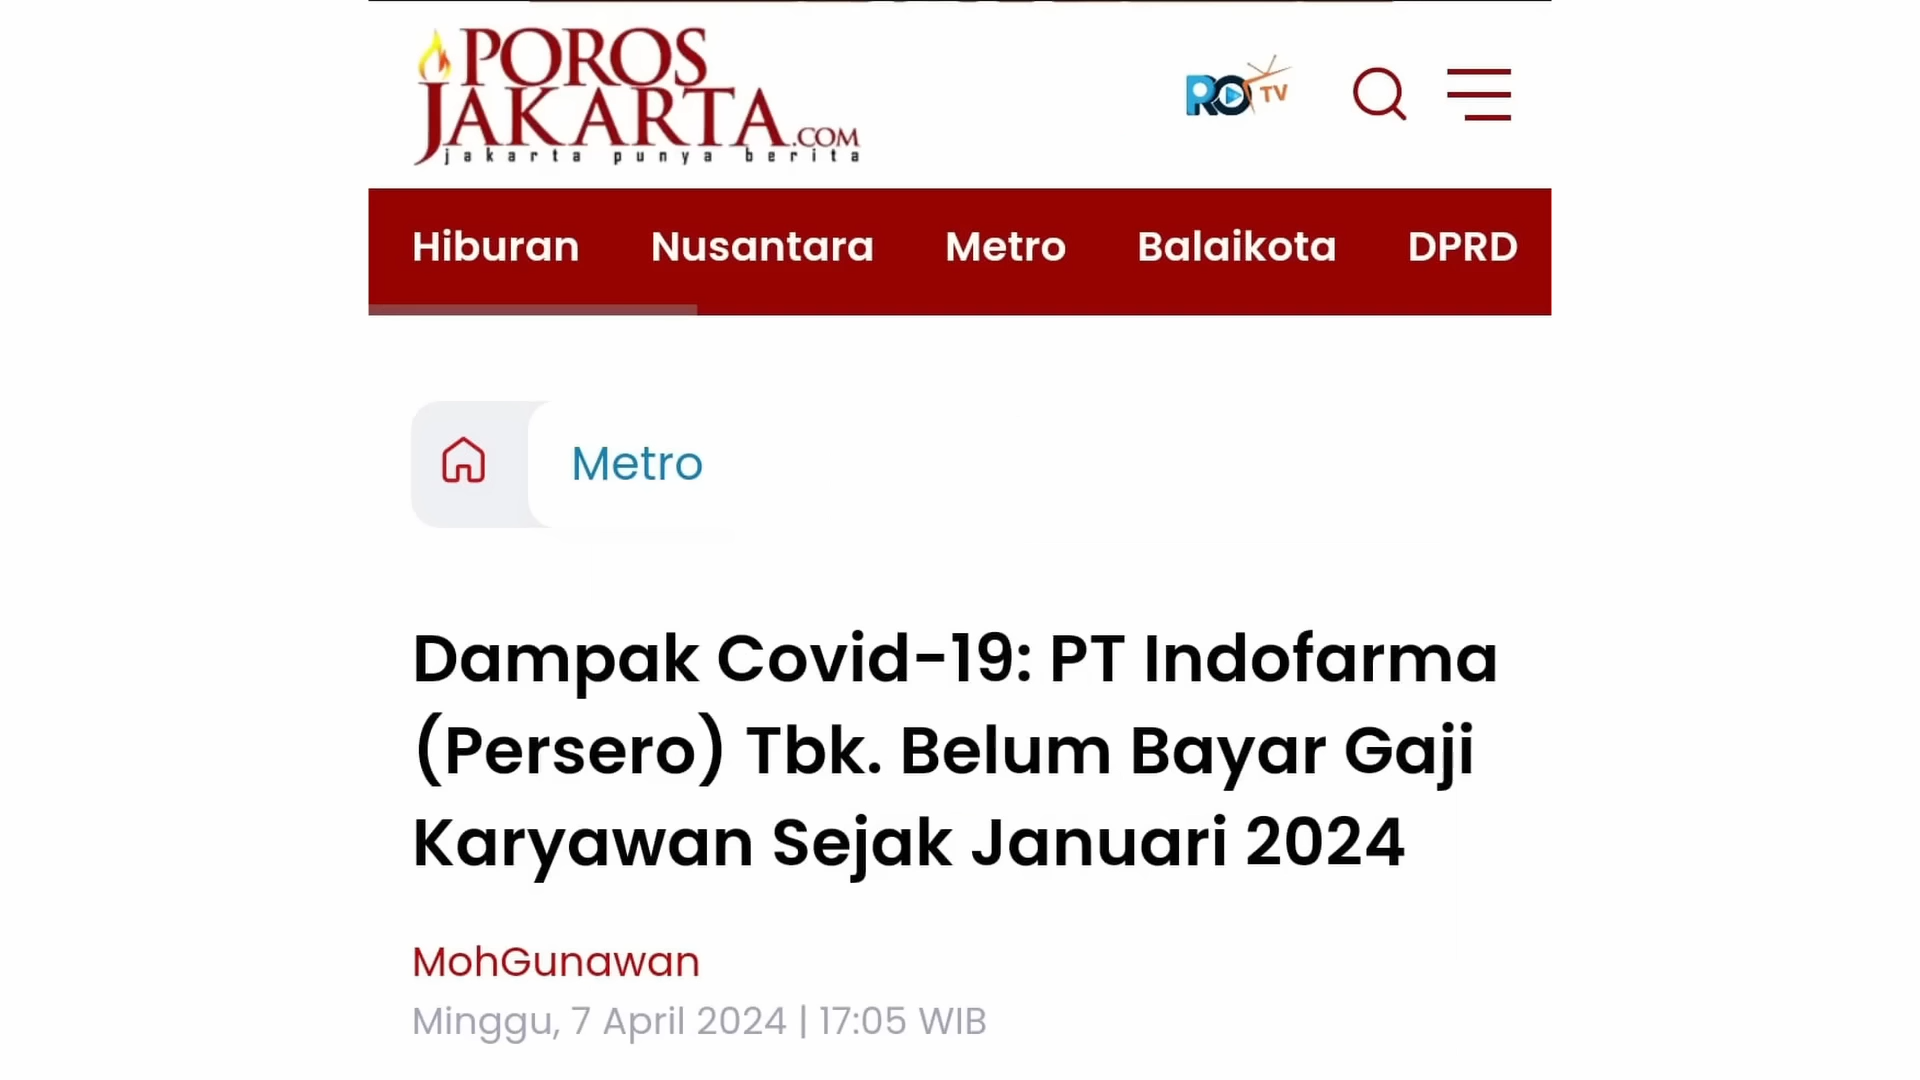 POROS
JAKARTA.COM
jakarta punya berita
RO TV
Hiburan Nusantara Metro Balaikota DPRD
Metro
Dampak Covid-19: PT Indofarma
(Persero) Tbk. Belum Bayar Gaji
Karyawan Sejak Januari 2024
MohGunawan
Minggu, 7 April 2024 | 17:05 WIB